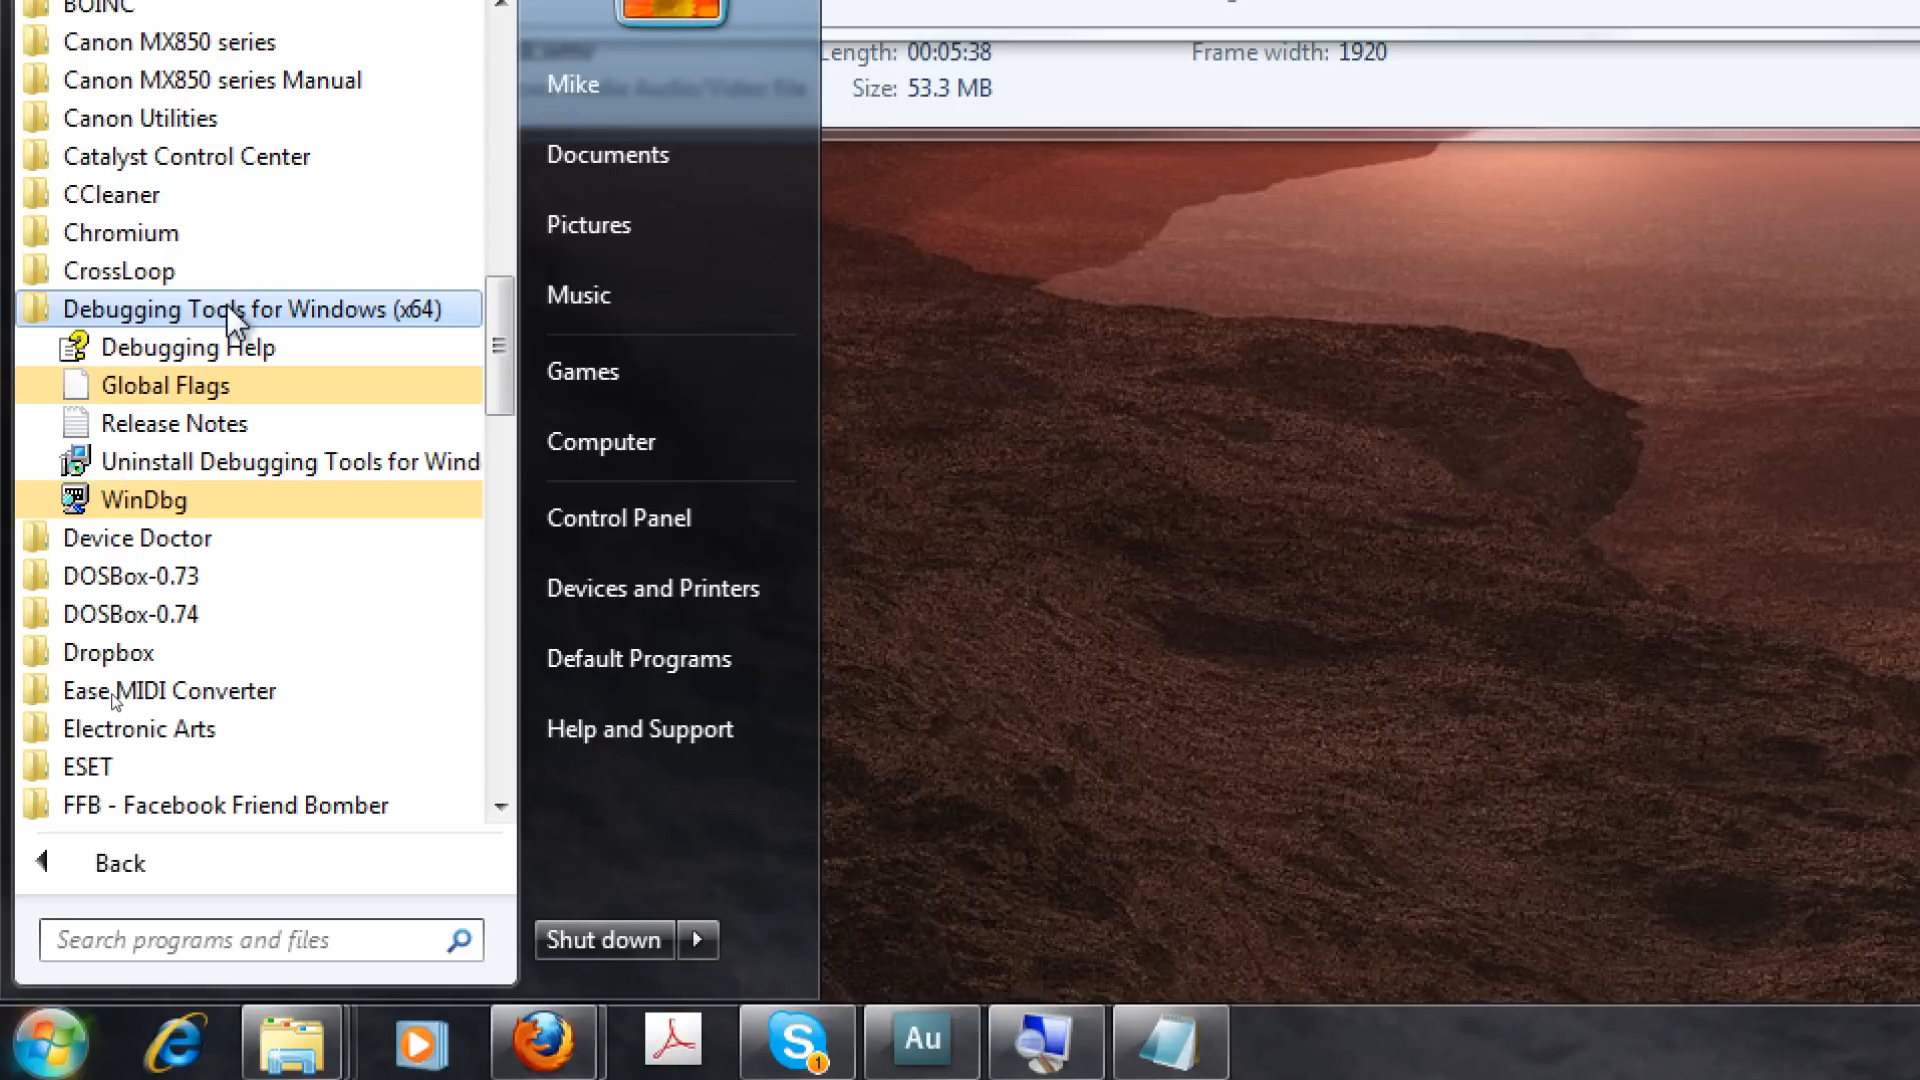 BOINC
Canon MX850 series
Canon MX850 series Manual
Canon Utilities
Catalyst Control Center
CCleaner
Chromium
CrossLoop
Debugging Tools for Windows (x64)
Debugging Help
Global Flags
Release Notes
Uninstall Debugging Tools for Wind
WinDbg
Device Doctor
DOSBox-0.73
DOSBox-0.74
Dropbox
Ease MIDI Converter
Electronic Arts
ESET
FFB - Facebook Friend Bomber
Back
Search programs and files
Mike
Documents
Pictures
Music
Games
Computer
Control Panel
Devices and Printers
Default Programs
Help and Support
Shut down
Length: 00:05:38
Frame width: 1920
Audio/Video file
Size: 53.3 MB
Au
1